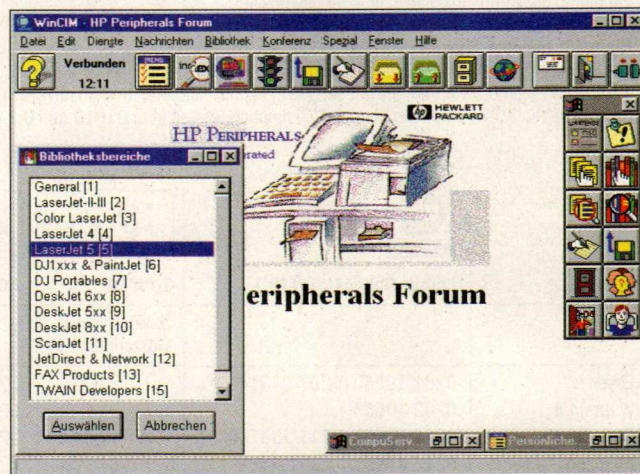 WinCIM - HP Peripherals Forum
Datei Edit Dienste Nachrichten Bibliothek Konferenz Spezial Fenster Hilfe
Verbunden
12:11
MENU
HEWLETT
PACKARD
HP PERIPHERALS
Bibliotheksbereiche
General [1]
LaserJet-II-III [2]
Color LaserJet [3]
LaserJet 4 [4]
LaserJet 5 [5]
DJ1xxx & PaintJet [6]
DJ Portables [7]
DeskJet 6xx [8]
DeskJet 5xx [9]
DeskJet 8xx [10]
ScanJet [11]
JetDirect & Network [12]
FAX Products [13]
TWAIN Developers [15]
eripherals Forum
Auswählen
Abbrechen
CompuServ...
Persönliche...